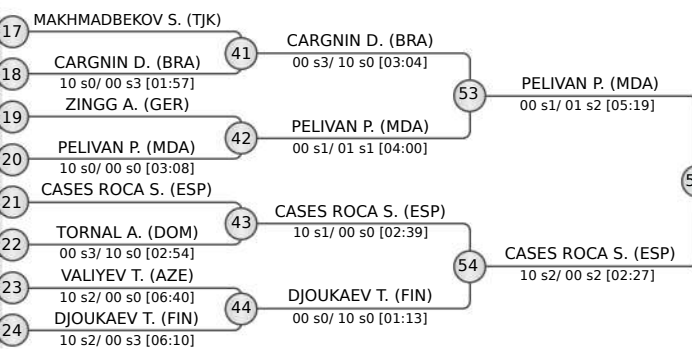 17
MAKHMADBEKOV S. (TJK)
18
CARGNIN D. (BRA)
10 s0/ 00 s3 [01:57]
41
CARGNIN D. (BRA)
00 s3/ 10 s0 [03:04]
19
ZINGG A. (GER)
20
PELIVAN P. (MDA)
10 s0/ 00 s0 [03:08]
42
PELIVAN P. (MDA)
00 s1/ 01 s1 [04:00]
53
PELIVAN P. (MDA)
00 s1/ 01 s2 [05:19]
21
CASES ROCA S. (ESP)
22
TORNAL A. (DOM)
00 s3/ 10 s0 [02:54]
43
CASES ROCA S. (ESP)
10 s1/ 00 s0 [02:39]
23
VALIYEV T. (AZE)
10 s2/ 00 s0 [06:40]
24
DJOUKAEV T. (FIN)
10 s2/ 00 s3 [06:10]
44
DJOUKAEV T. (FIN)
00 s0/ 10 s0 [01:13]
54
CASES ROCA S. (ESP)
10 s2/ 00 s2 [02:27]